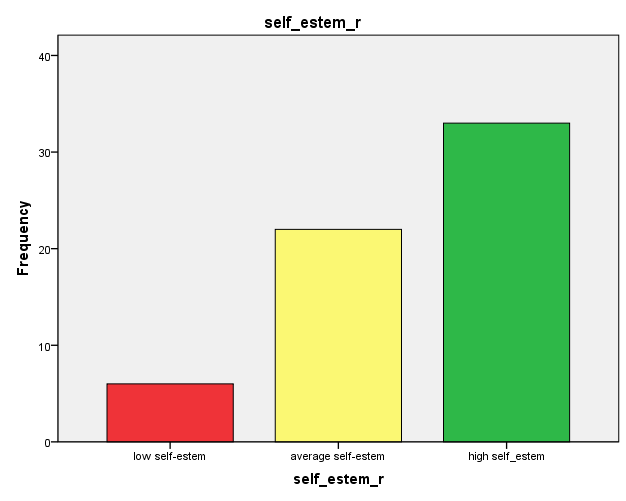 self_estem_r
40
30
20
10
0
Frequency
low self-estem
average self-estem
high self_estem
self_estem_r